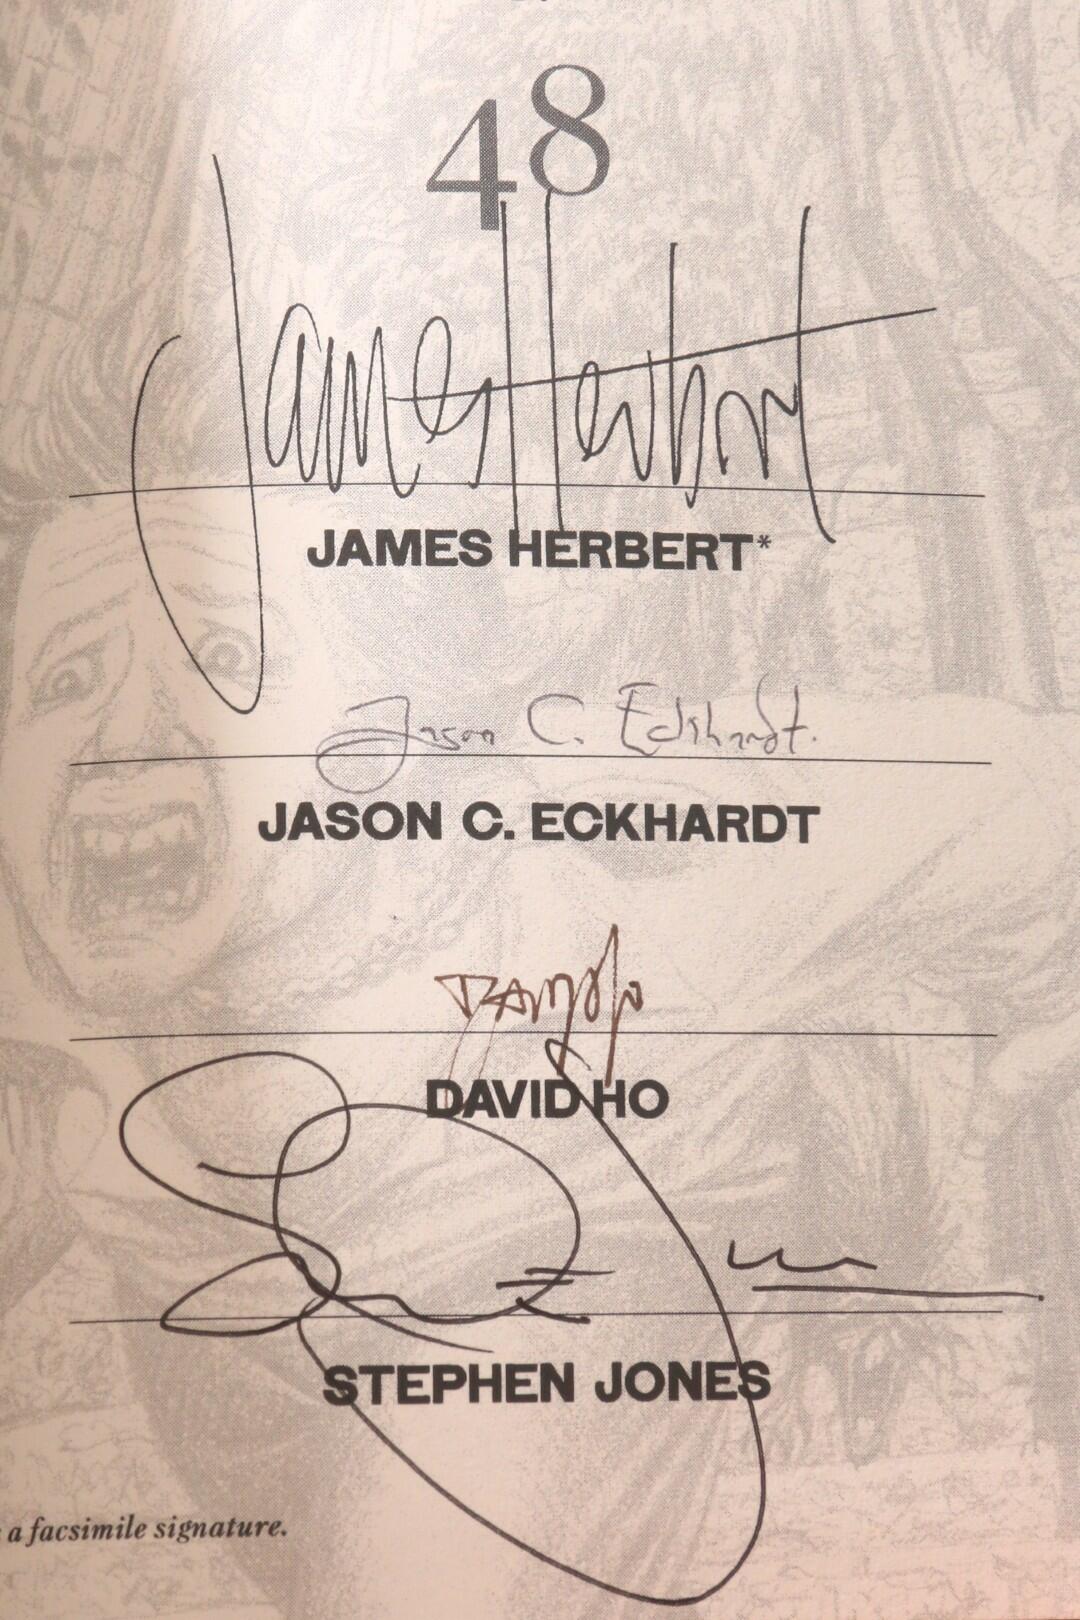 48
James Herbert
JAMES HERBERT*
Jason C. Eckhardt.
JASON C. ECKHARDT
DAVID HO
STEPHEN JONES
a facsimile signature.